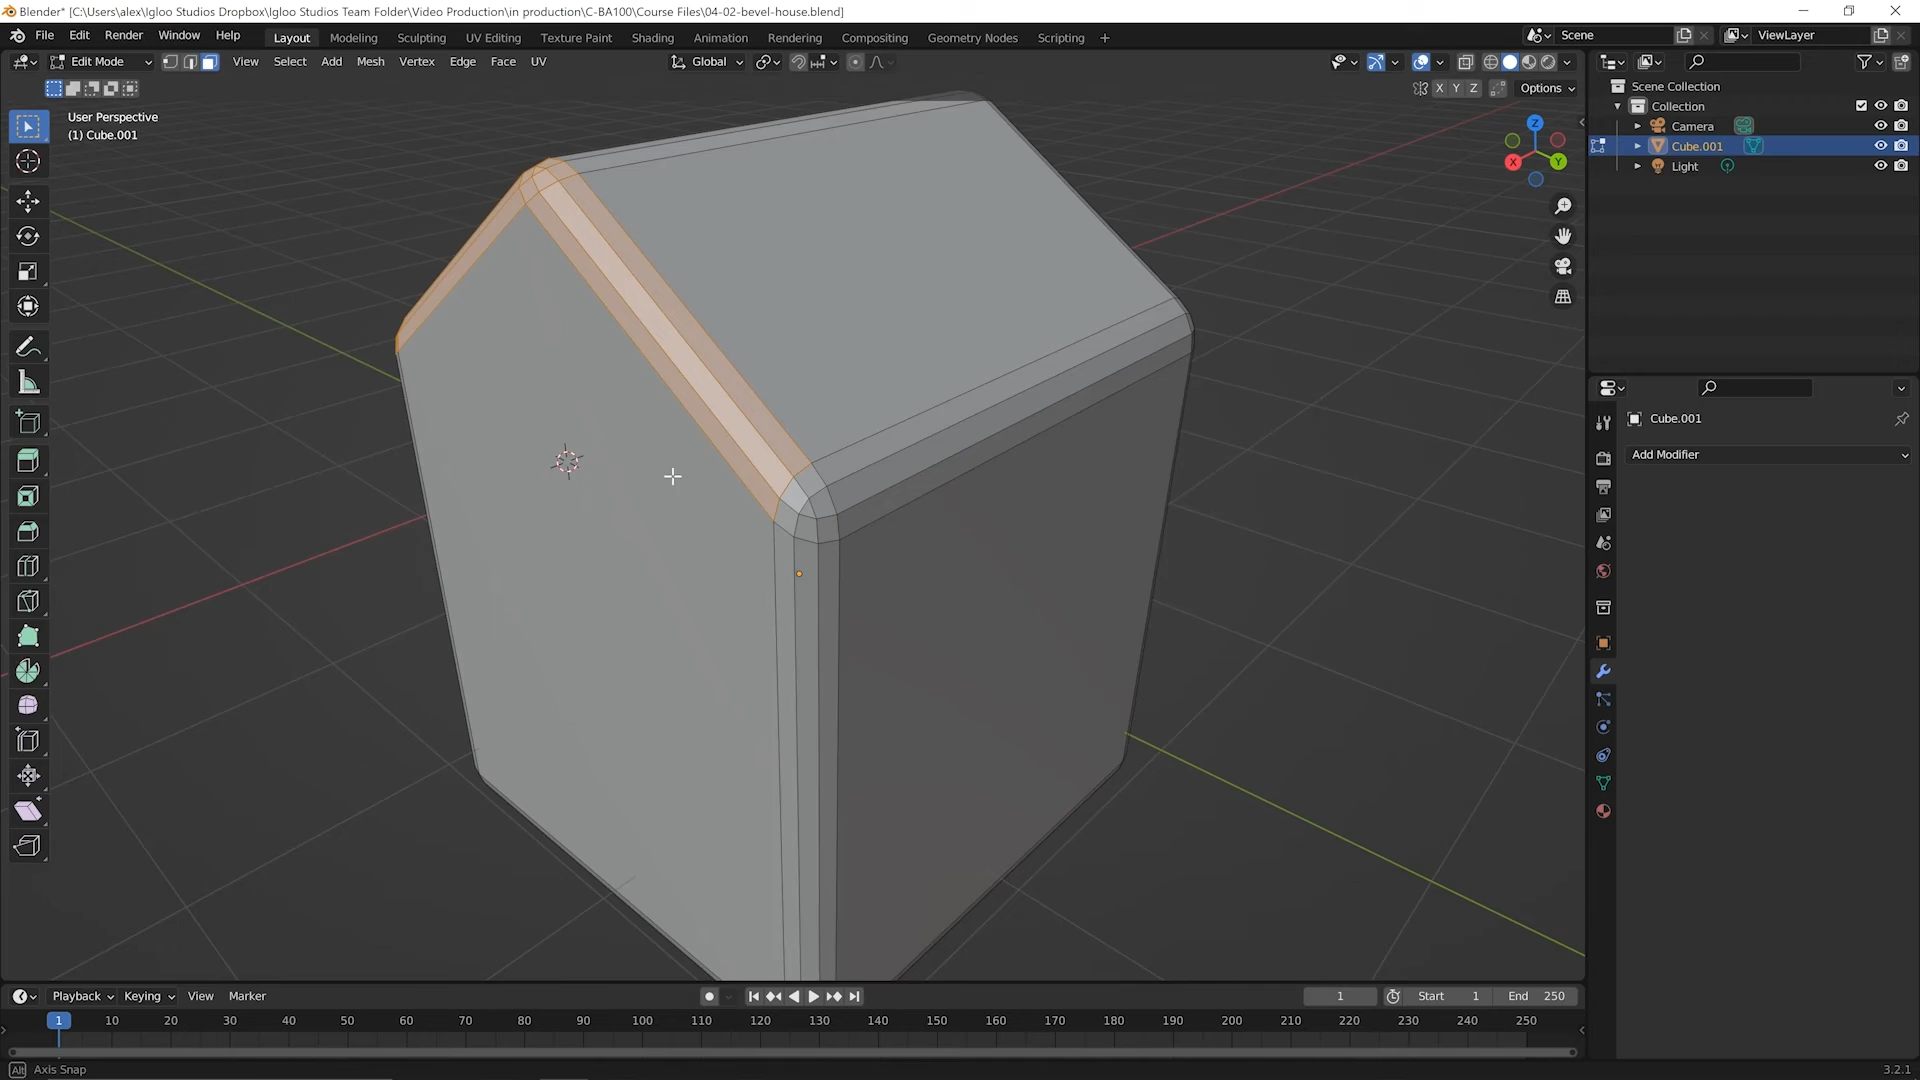 Blender* [C:\Users\alex\Igloo Studios Dropbox\Igloo Studios Team Folder\Video Production\in production\C-BA100\Course Files\04-02-bevel-house.blend]
File Edit Render Window Help Layout Modeling Sculpting UV Editing Texture Paint Shading Animation Rendering Compositing Geometry Nodes Scripting + Scene ViewLayer
Edit Mode View Select Add Mesh Vertex Edge Face UV Global
X Y Z Options
User Perspective
(1) Cube.001
Z
X Y
Scene Collection
Collection
Camera
Cube.001
Light
Cube.001
Add Modifier
Playback Keying View Marker 1 Start 1 End 250
1 10 20 30 40 50 60 70 80 90 100 110 120 130 140 150 160 170 180 190 200 210 220 230 240 250
Alt Axis Snap 3.2.1